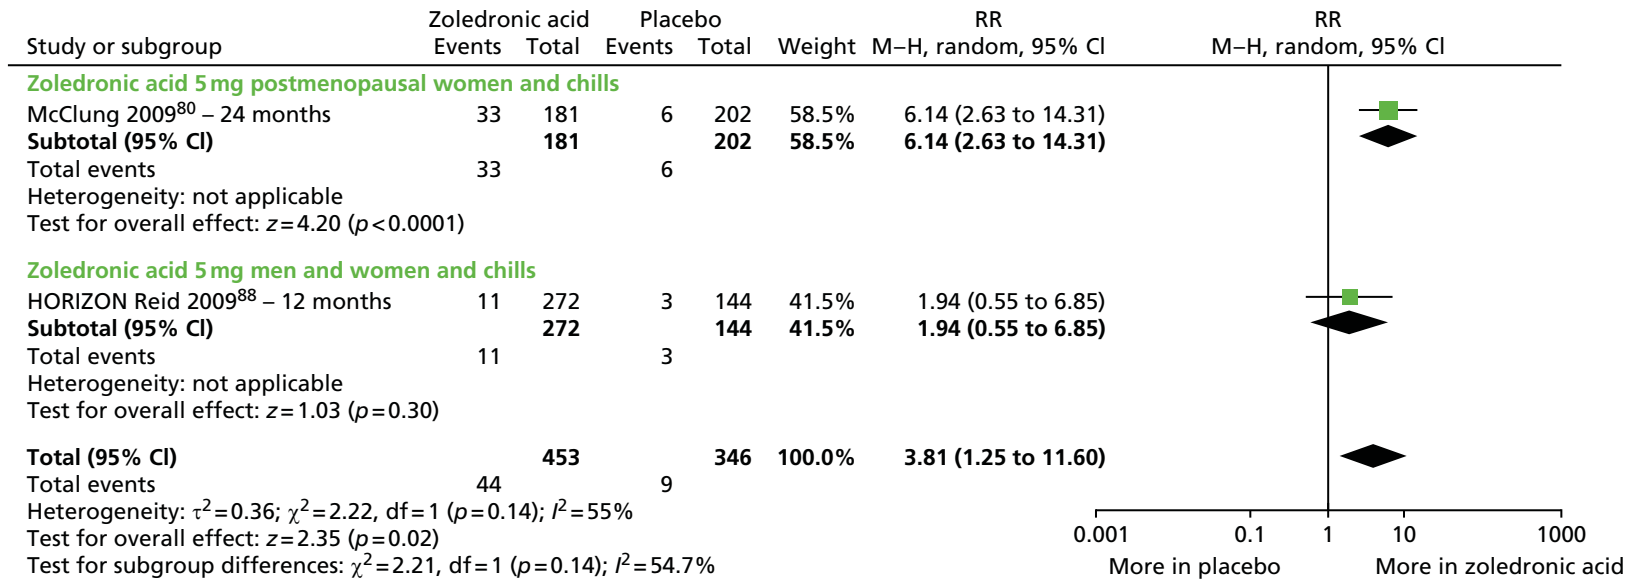 Zoledronic acid Placebo RR RR
Study or subgroup Events Total Events Total Weight M–H, random, 95% CI M–H, random, 95% CI
Zoledronic acid 5 mg postmenopausal women and chills
McClung 2009⁸⁰ – 24 months 33 181 6 202 58.5% 6.14 (2.63 to 14.31)
Subtotal (95% CI) 181 202 58.5% 6.14 (2.63 to 14.31)
Total events 33 6
Heterogeneity: not applicable
Test for overall effect: z = 4.20 (p < 0.0001)
Zoledronic acid 5 mg men and women and chills
HORIZON Reid 2009⁸⁸ – 12 months 11 272 3 144 41.5% 1.94 (0.55 to 6.85)
Subtotal (95% CI) 272 144 41.5% 1.94 (0.55 to 6.85)
Total events 11 3
Heterogeneity: not applicable
Test for overall effect: z = 1.03 (p = 0.30)
Total (95% CI) 453 346 100.0% 3.81 (1.25 to 11.60)
Total events 44 9
Heterogeneity: τ² = 0.36; χ² = 2.22, df = 1 (p = 0.14); I² = 55%
Test for overall effect: z = 2.35 (p = 0.02)
Test for subgroup differences: χ² = 2.21, df = 1 (p = 0.14); I² = 54.7%
0.001 0.1 1 10 1000
More in placebo More in zoledronic acid